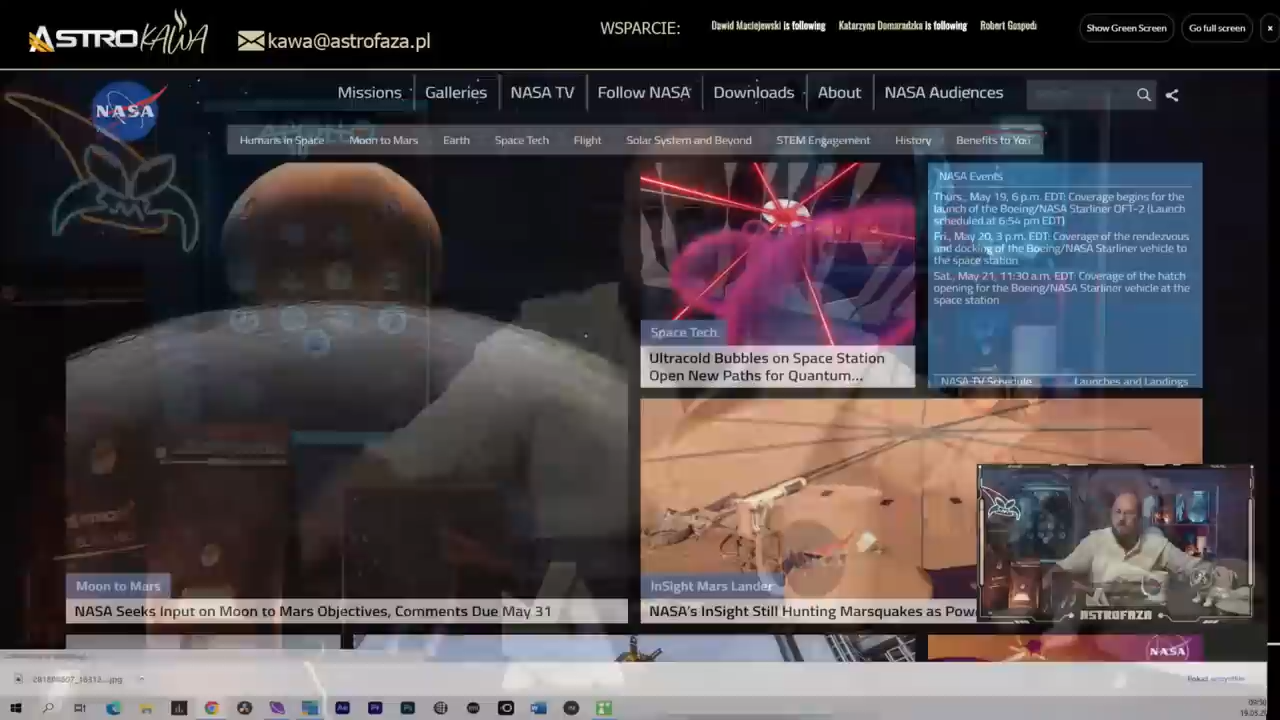 ASTROKAWA
kawa@astrofaza.pl
WSPARCIE:
Dawid Maciejewski is following
Katarzyna Domaradzka is following
Show Green Screen
Go full screen
NASA
Missions
Galleries
NASA TV
Follow NASA
Downloads
About
NASA Audiences
Humans in Space
Moon to Mars
Earth
Space Tech
Flight
Solar System and Beyond
STEM Engagement
History
Benefits to You
NASA Events
Thurs., May 19, 6 p.m. EDT: Coverage begins for the
launch of the Boeing/NASA Starliner OFT-2 (Launch
scheduled at 6:54 pm EDT)
Fri., May 20, 3 p.m. EDT: Coverage of the rendezvous
and docking of the Boeing/NASA Starliner vehicle to
the space station
Sat., May 21, 11:30 a.m. EDT: Coverage of the hatch
opening for the Boeing/NASA Starliner vehicle at the
space station
NASA TV Schedule
Launches and Landings
Space Tech
Ultracold Bubbles on Space Station
Open New Paths for Quantum...
Moon to Mars
NASA Seeks Input on Moon to Mars Objectives, Comments Due May 31
InSight Mars Lander
NASA's InSight Still Hunting Marsquakes as
ASTROFAZA
NASA
Pokaż wszystkie